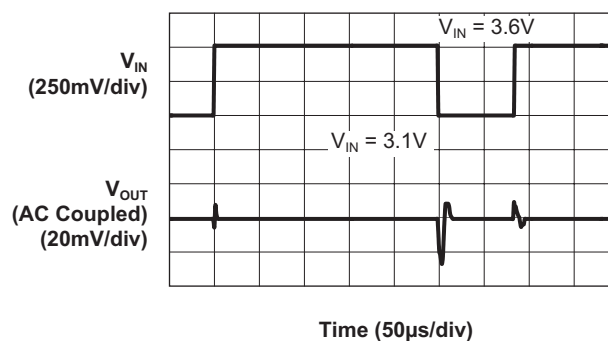 V_IN = 3.6V
V_IN
(250mV/div)
V_IN = 3.1V
V_OUT
(AC Coupled)
(20mV/div)
Time (50μs/div)